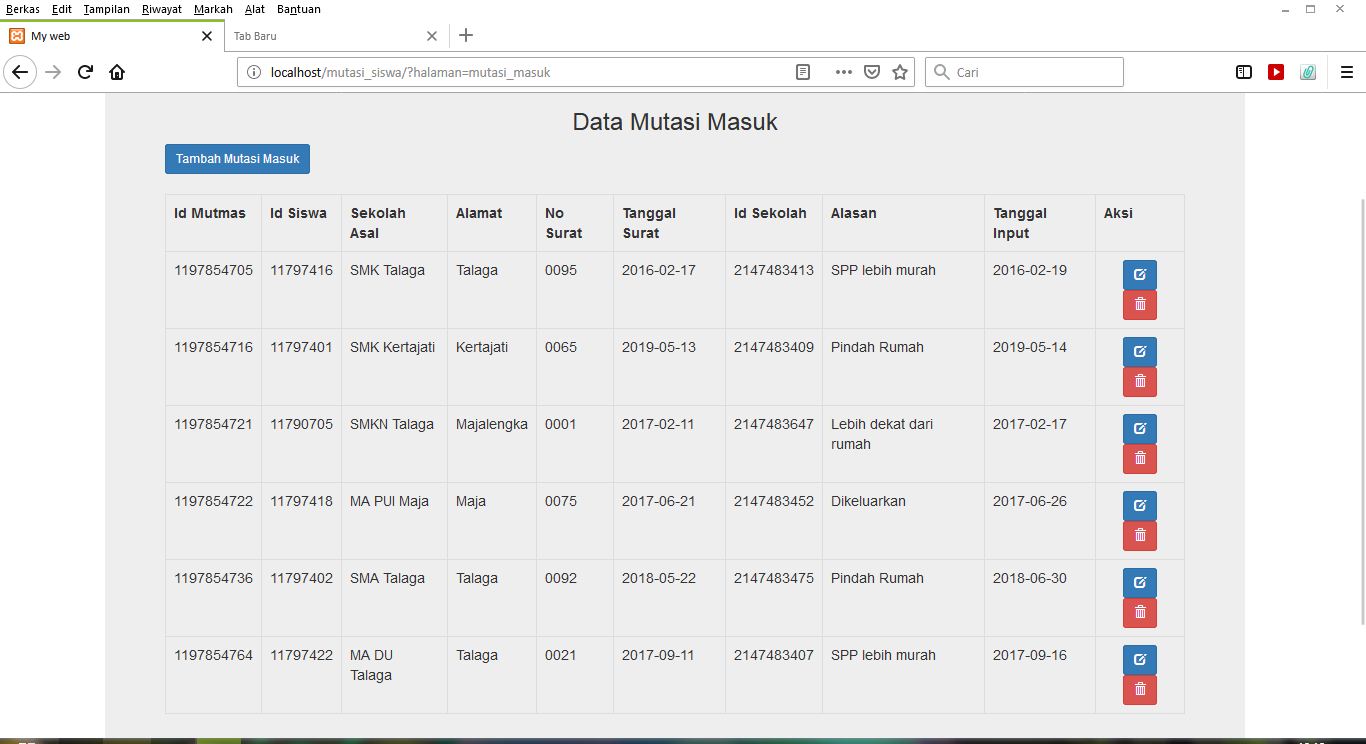 Berkas Edit Tampilan Riwayat Markah Alat Bantuan
My web Tab Baru
localhost/mutasi_siswa/?halaman=mutasi_masuk Cari
Data Mutasi Masuk
Tambah Mutasi Masuk
Id Mutmas Id Siswa Sekolah Asal Alamat No Surat Tanggal Surat Id Sekolah Alasan Tanggal Input Aksi
1197854705 11797416 SMK Talaga Talaga 0095 2016-02-17 2147483413 SPP lebih murah 2016-02-19
1197854716 11797401 SMK Kertajati Kertajati 0065 2019-05-13 2147483409 Pindah Rumah 2019-05-14
1197854721 11790705 SMKN Talaga Majalengka 0001 2017-02-11 2147483647 Lebih dekat dari rumah 2017-02-17
1197854722 11797418 MA PUI Maja Maja 0075 2017-06-21 2147483452 Dikeluarkan 2017-06-26
1197854736 11797402 SMA Talaga Talaga 0092 2018-05-22 2147483475 Pindah Rumah 2018-06-30
1197854764 11797422 MA DU Talaga Talaga 0021 2017-09-11 2147483407 SPP lebih murah 2017-09-16